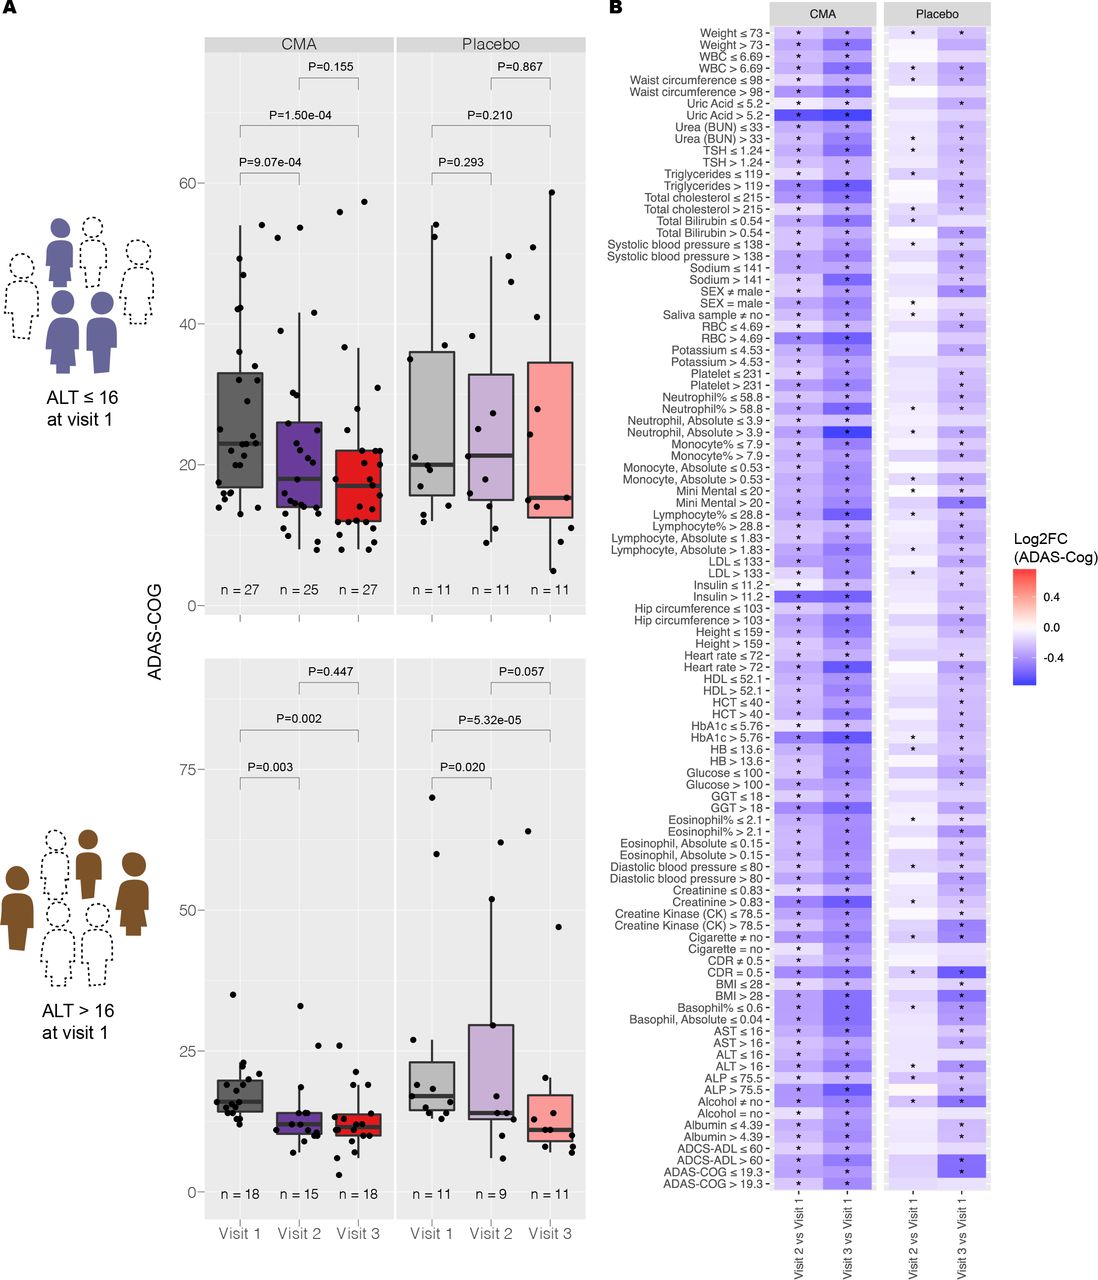 A
CMA
Placebo
P=0.155
P=0.867
P=1.50e-04
P=0.210
P=9.07e-04
P=0.293
60
40
20
0
n = 27
n = 25
n = 27
n = 11
n = 11
n = 11
ALT ≤ 16
at visit 1
ADAS-COG
P=0.447
P=0.057
P=0.002
P=5.32e-05
P=0.003
P=0.020
75
50
25
0
n = 18
n = 15
n = 18
n = 11
n = 9
n = 11
Visit 1
Visit 2
Visit 3
Visit 1
Visit 2
Visit 3
ALT > 16
at visit 1
B
CMA
Placebo
Weight ≤ 73
Weight > 73
WBC ≤ 6.69
WBC > 6.69
Waist circumference ≤ 98
Waist circumference > 98
Uric Acid ≤ 5.2
Uric Acid > 5.2
Urea (BUN) ≤ 33
Urea (BUN) > 33
TSH ≤ 1.24
TSH > 1.24
Triglycerides ≤ 119
Triglycerides > 119
Total cholesterol ≤ 215
Total cholesterol > 215
Total Bilirubin ≤ 0.54
Total Bilirubin > 0.54
Systolic blood pressure ≤ 138
Systolic blood pressure > 138
Sodium ≤ 141
Sodium > 141
SEX ≠ male
SEX = male
Saliva sample ≠ no
RBC ≤ 4.69
RBC > 4.69
Potassium ≤ 4.53
Potassium > 4.53
Platelet ≤ 231
Platelet > 231
Neutrophil% ≤ 58.8
Neutrophil% > 58.8
Neutrophil, Absolute ≤ 3.9
Neutrophil, Absolute > 3.9
Monocyte% ≤ 7.9
Monocyte% > 7.9
Monocyte, Absolute ≤ 0.53
Monocyte, Absolute > 0.53
Mini Mental ≤ 20
Mini Mental > 20
Lymphocyte% ≤ 28.8
Lymphocyte% > 28.8
Lymphocyte, Absolute ≤ 1.83
Lymphocyte, Absolute > 1.83
LDL ≤ 133
LDL > 133
Insulin ≤ 11.2
Insulin > 11.2
Hip circumference ≤ 103
Hip circumference > 103
Height ≤ 159
Height > 159
Heart rate ≤ 72
Heart rate > 72
HDL ≤ 52.1
HDL > 52.1
HCT ≤ 40
HCT > 40
HbA1c ≤ 5.76
HbA1c > 5.76
HB ≤ 13.6
HB > 13.6
Glucose ≤ 100
Glucose > 100
GGT ≤ 18
GGT > 18
Eosinophil% ≤ 2.1
Eosinophil% > 2.1
Eosinophil, Absolute ≤ 0.15
Eosinophil, Absolute > 0.15
Diastolic blood pressure ≤ 80
Diastolic blood pressure > 80
Creatinine ≤ 0.83
Creatinine > 0.83
Creatine Kinase (CK) ≤ 78.5
Creatine Kinase (CK) > 78.5
Cigarette ≠ no
Cigarette = no
CDR ≠ 0.5
CDR = 0.5
BMI ≤ 28
BMI > 28
Basophil% ≤ 0.6
Basophil, Absolute ≤ 0.04
AST ≤ 16
AST > 16
ALT ≤ 16
ALT > 16
ALP ≤ 75.5
ALP > 75.5
Alcohol ≠ no
Alcohol = no
Albumin ≤ 4.39
Albumin > 4.39
ADCS-ADL ≤ 60
ADCS-ADL > 60
ADAS-COG ≤ 19.3
ADAS-COG > 19.3
Visit 2 vs Visit 1
Visit 3 vs Visit 1
Visit 2 vs Visit 1
Visit 3 vs Visit 1
Log2FC
(ADAS-Cog)
0.4
0.0
-0.4